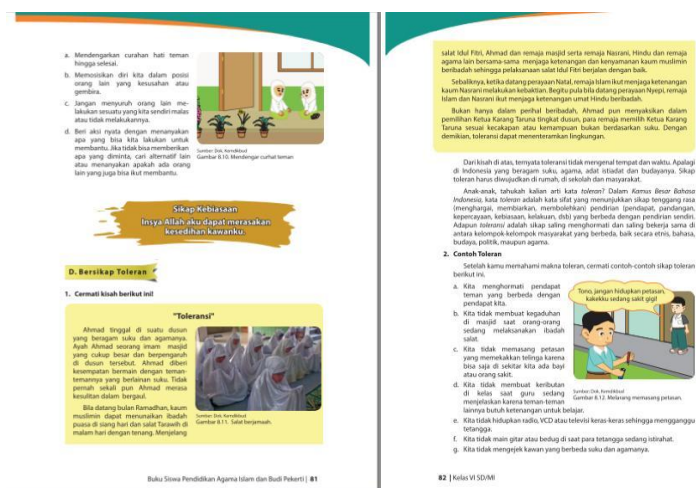 a. Mendengarkan curahan hati teman
hingga selesai.
b. Memosisikan diri kita dalam posisi
orang lain yang kesusahan atau
gembira.
c. Jangan menyuruh orang lain me-
lakukan sesuatu yang kita sendiri malas
atau tidak melakukannya.
d. Beri aksi nyata dengan menanyakan
apa yang bisa kita lakukan untuk
membantu. Jika tidak bisa memberikan
apa yang diminta, cari alternatif lain
atau menanyakan apakah ada orang
lain yang juga bisa ikut membantu.
Sumber: Dok. Kemdikbud
Gambar 8.10. Mendengar curhat teman
Sikap Kebiasaan
Insya Allah aku dapat merasakan
kesedihan kawanku.
D. Bersikap Toleran
1. Cermati kisah berikut ini!
"Toleransi"
Ahmad tinggal di suatu dusun
yang beragam suku dan agamanya.
Ayah Ahmad seorang imam masjid
yang cukup besar dan berpengaruh
di dusun tersebut. Ahmad diberi
kesempatan bermain dengan teman-
temannya yang berlainan suku. Tidak
pernah sekali pun Ahmad merasa
kesulitan dalam bergaul.
Bila datang bulan Ramadhan, kaum
muslimin dapat menunaikan ibadah
puasa di siang hari dan salat Tarawih di
malam hari dengan tenang. Menjelang
Sumber: Dok. Kemdikbud
Gambar 8.11. Salat berjamaah.
Buku Siswa Pendidikan Agama Islam dan Budi Pekerti | 81
salat Idul Fitri, Ahmad dan remaja masjid serta remaja Nasrani, Hindu dan remaja
agama lain bersama-sama menjaga ketenangan dan kenyamanan kaum muslimin
beribadah sehingga pelaksanaan salat Idul Fitri berjalan dengan baik.
Sebaliknya, ketika datang perayaan Natal, remaja Islam ikut menjaga ketenangan
kaum Nasrani melakukan kebaktian. Begitu pula bila datang perayaan Nyepi, remaja
Islam dan Nasrani ikut menjaga ketenangan umat Hindu beribadah.
Bukan hanya dalam perihal beribadah, Ahmad pun menyaksikan dalam
pemilihan Ketua Karang Taruna tingkat dusun, para remaja memilih Ketua Karang
Taruna sesuai kecakapan atau kemampuan bukan berdasarkan suku. Dengan
demikian, toleransi dapat menenteramkan lingkungan.
Dari kisah di atas, ternyata toleransi tidak mengenal tempat dan waktu. Apalagi
di Indonesia yang beragam suku, agama, adat istiadat dan budayanya. Sikap
toleran harus diwujudkan di rumah, di sekolah dan masyarakat.
Anak-anak, tahukah kalian arti kata toleran? Dalam Kamus Besar Bahasa
Indonesia, kata toleran adalah kata sifat yang menunjukkan sikap tenggang rasa
(menghargai, membiarkan, membolehkan) pendirian (pendapat, pandangan,
kepercayaan, kebiasaan, kelakuan, dsb) yang berbeda dengan pendirian sendiri.
Adapun toleransi adalah sikap saling menghormati dan saling bekerja sama di
antara kelompok-kelompok masyarakat yang berbeda, baik secara etnis, bahasa,
budaya, politik, maupun agama.
2. Contoh Toleran
Setelah kamu memahami makna toleran, cermati contoh-contoh sikap toleran
berikut ini.
a. Kita menghormati pendapat
teman yang berbeda dengan
pendapat kita.
b. Kita tidak membuat kegaduhan
di masjid saat orang-orang
sedang melaksanakan ibadah
salat.
c. Kita tidak memasang petasan
yang memekakkan telinga karena
bisa saja di sekitar kita ada bayi
atau orang sakit.
d. Kita tidak membuat keributan
di kelas saat guru sedang
menjelaskan karena teman-teman
lainnya butuh ketenangan untuk belajar.
Tono, jangan hidupkan petasan,
kakekku sedang sakit gigi!
Sumber: Dok. Kemdikbud
Gambar 8.12. Melarang memasang petasan.
e. Kita tidak hidupkan radio, VCD atau televisi keras-keras sehingga mengganggu
tetangga.
f. Kita tidak main gitar atau bedug di saat para tetangga sedang istirahat.
g. Kita tidak mengejek kawan yang berbeda suku dan agamanya.
82 | Kelas VI SD/MI